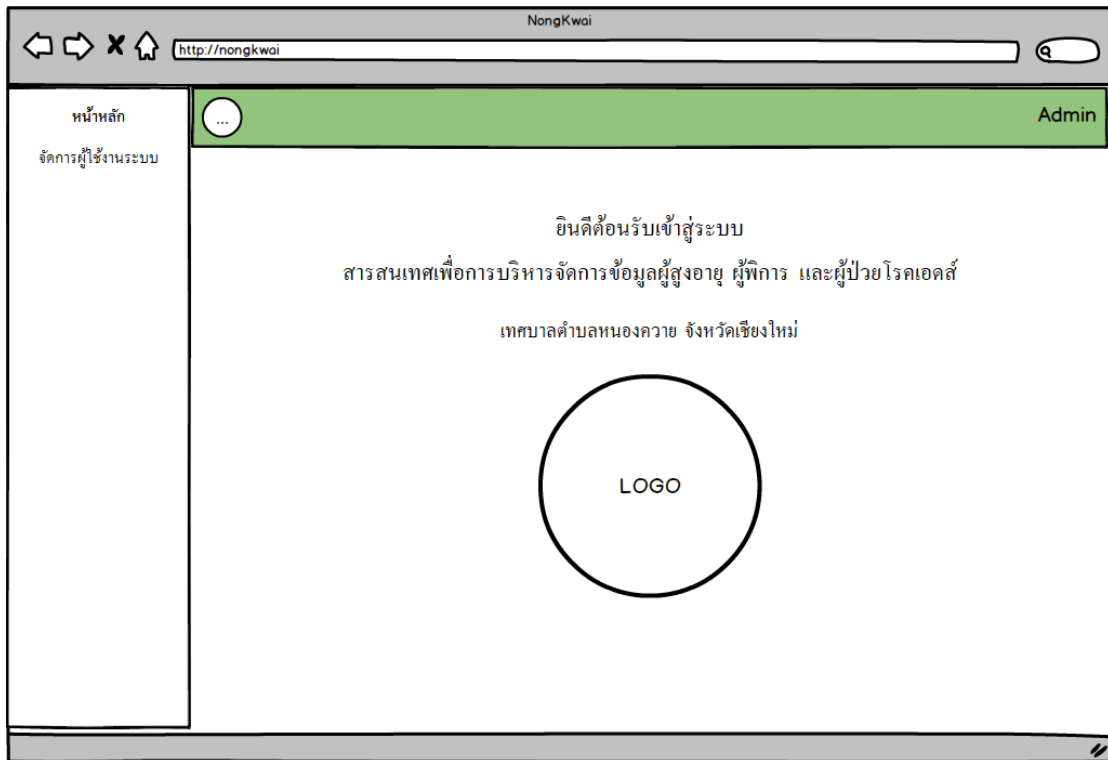 NongKwai
http://nongkwai
หน้าหลัก
จัดการผู้ใช้งานระบบ
...
Admin
ยินดีต้อนรับเข้าสู่ระบบ
สารสนเทศเพื่อการบริหารจัดการข้อมูลผู้สูงอายุ ผู้พิการ และผู้ป่วยโรคเอดส์
เทศบาลตำบลหนองควาย จังหวัดเชียงใหม่
LOGO